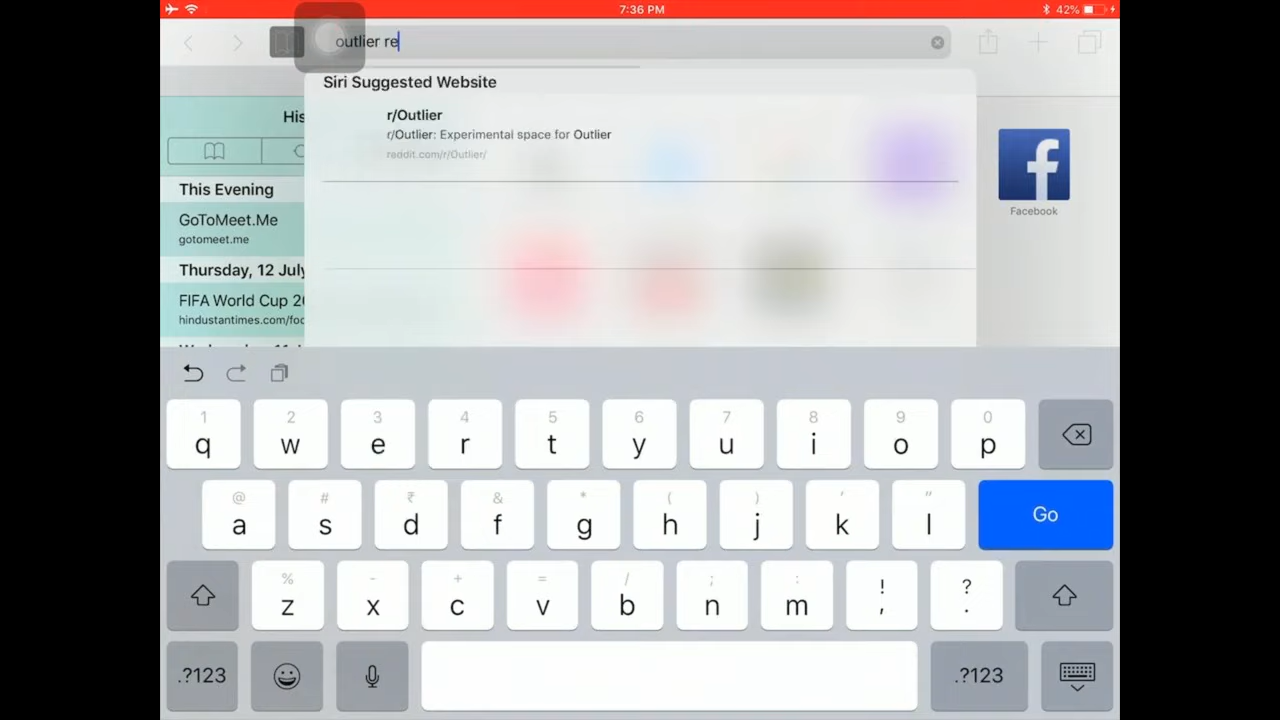 7:36 PM
42%
outlier re
Siri Suggested Website
r/Outlier
r/Outlier: Experimental space for Outlier
reddit.com/r/Outlier/
His
This Evening
GoToMeet.Me
gotomeet.me
Thursday, 12 July
FIFA World Cup 20
hindustantimes.com/foo
Facebook
1 2 3 4 5 6 7 8 9 0
q w e r t y u i o p
@ # ₹ & * ( ) ' "
a s d f g h j k l Go
% - + = / ; : ! ?
z x c v b n m , .
.?123 .?123